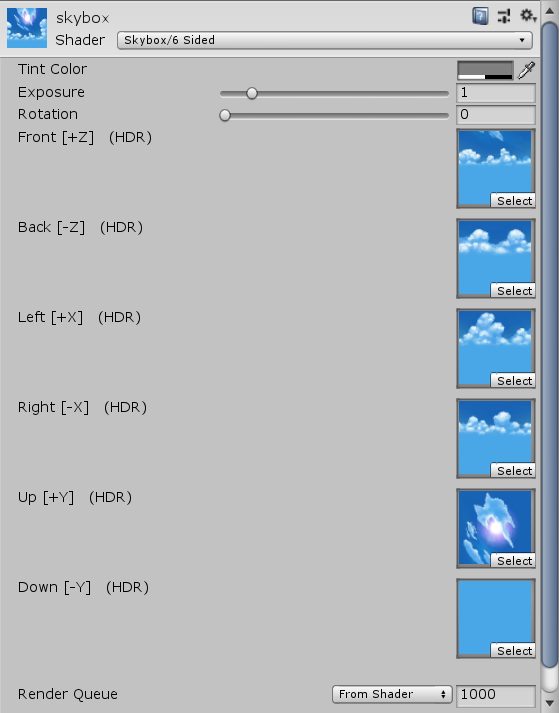 skybox
Shader Skybox/6 Sided
Tint Color
Exposure 1
Rotation 0
Front [+Z] (HDR)
Select
Back [-Z] (HDR)
Select
Left [+X] (HDR)
Select
Right [-X] (HDR)
Select
Up [+Y] (HDR)
Select
Down [-Y] (HDR)
Select
Render Queue From Shader 1000